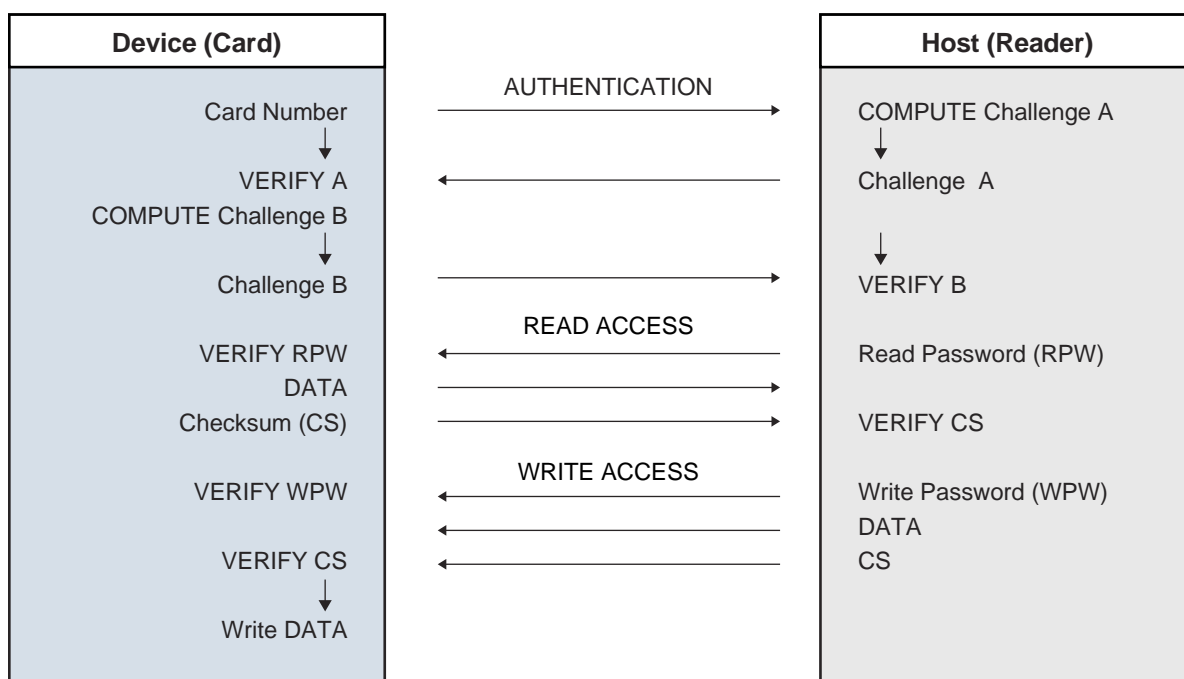 Device (Card)
Host (Reader)
AUTHENTICATION
Card Number
COMPUTE Challenge A
VERIFY A
Challenge A
COMPUTE Challenge B
Challenge B
VERIFY B
READ ACCESS
VERIFY RPW
Read Password (RPW)
DATA
Checksum (CS)
VERIFY CS
WRITE ACCESS
VERIFY WPW
Write Password (WPW)
DATA
VERIFY CS
CS
Write DATA